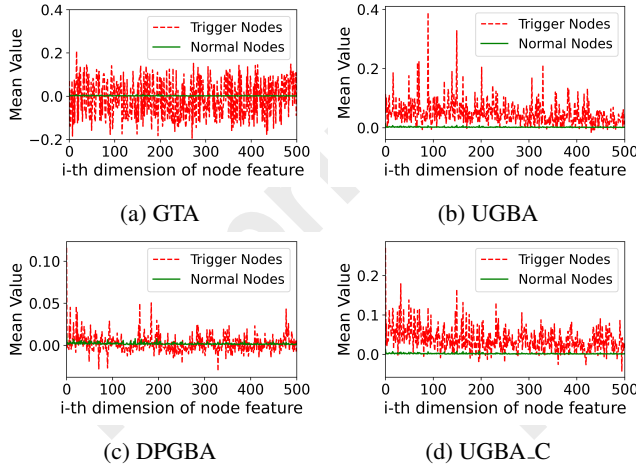 Mean Value
0.2
0.0
−0.2
Trigger Nodes
Normal Nodes
0 100 200 300 400 500
i-th dimension of node feature
(a) GTA
Mean Value
0.4
0.2
0.0
Trigger Nodes
Normal Nodes
0 100 200 300 400 500
i-th dimension of node feature
(b) UGBA
Mean Value
0.10
0.05
0.00
Trigger Nodes
Normal Nodes
0 100 200 300 400 500
i-th dimension of node feature
(c) DPGBA
Mean Value
0.2
0.1
0.0
Trigger Nodes
Normal Nodes
0 100 200 300 400 500
i-th dimension of node feature
(d) UGBA_C